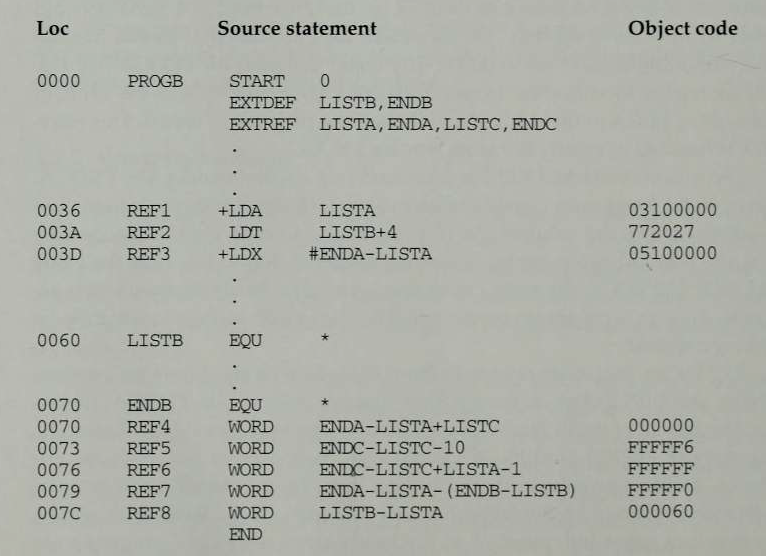 Loc Source statement Object code
0000 PROGB START 0
EXTDEF LISTB,ENDB
EXTREF LISTA,ENDA,LISTC,ENDC
.
.
.
0036 REF1 +LDA LISTA 03100000
003A REF2 LDT LISTB+4 772027
003D REF3 +LDX #ENDA-LISTA 05100000
.
.
.
0060 LISTB EQU *
.
.
0070 ENDB EQU *
0070 REF4 WORD ENDA-LISTA+LISTC 000000
0073 REF5 WORD ENDC-LISTC-10 FFFFF6
0076 REF6 WORD ENDC-LISTC+LISTA-1 FFFFFF
0079 REF7 WORD ENDA-LISTA-(ENDB-LISTB) FFFFF0
007C REF8 WORD LISTB-LISTA 000060
END